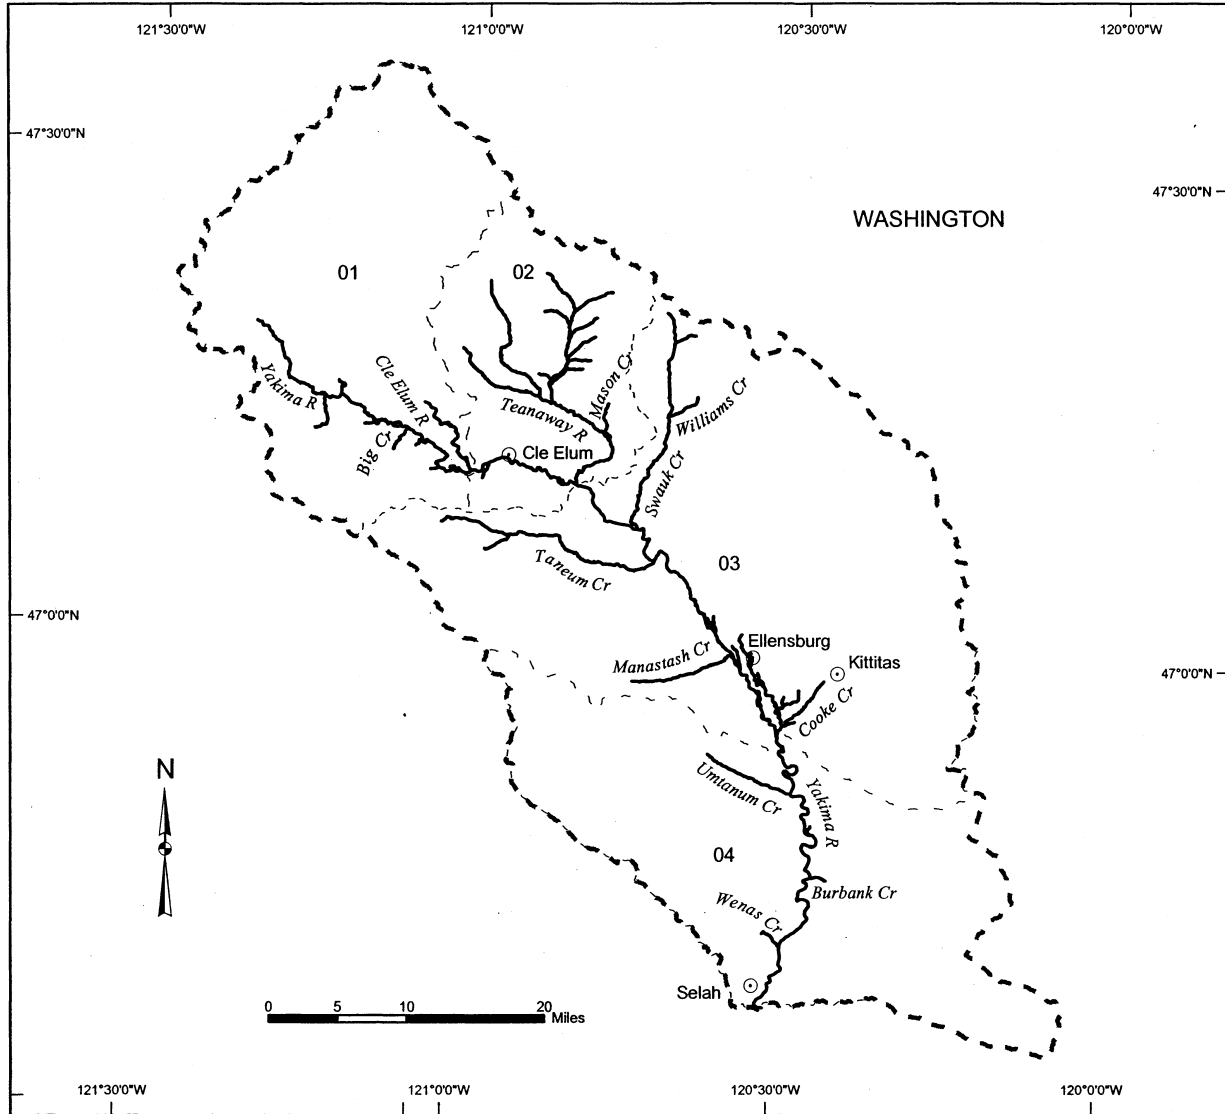 121°30'0"W 121°0'0"W 120°30'0"W 120°0'0"W
47°30'0"N
47°30'0"N
WASHINGTON
01
02
Yakima R
Cle Elum R
Big Cr
Teanaway R
Mason Cr
Williams Cr
Cle Elum
Swauk Cr
03
Taneum Cr
47°0'0"N
Ellensburg
Manastash Cr
Kittitas
47°0'0"N
Cooke Cr
N
Umtanum Cr
Yakima R
04
Burbank Cr
Wenas Cr
Selah
0 5 10 20
Miles
121°30'0"W 121°0'0"W 120°30'0"W 120°0'0"W